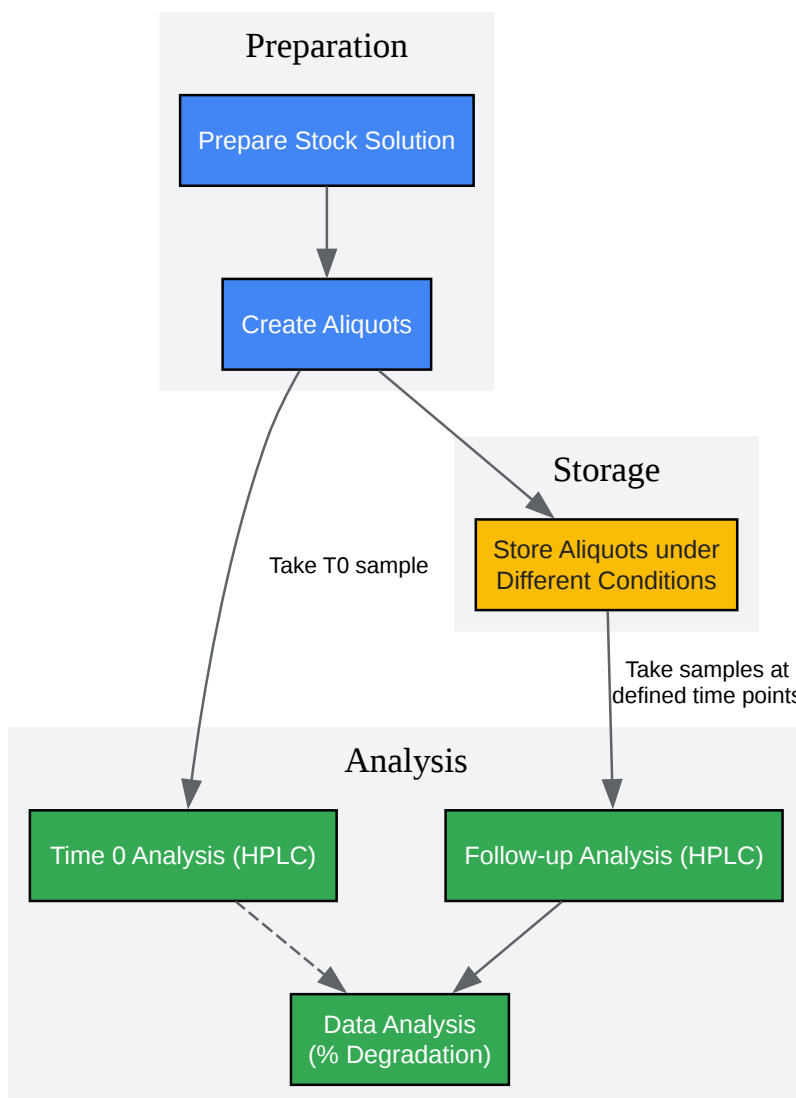 Preparation
Prepare Stock Solution
Create Aliquots
Storage
Store Aliquots under
Different Conditions
Take T0 sample
Take samples at
defined time points
Analysis
Time 0 Analysis (HPLC)
Follow-up Analysis (HPLC)
Data Analysis
(% Degradation)